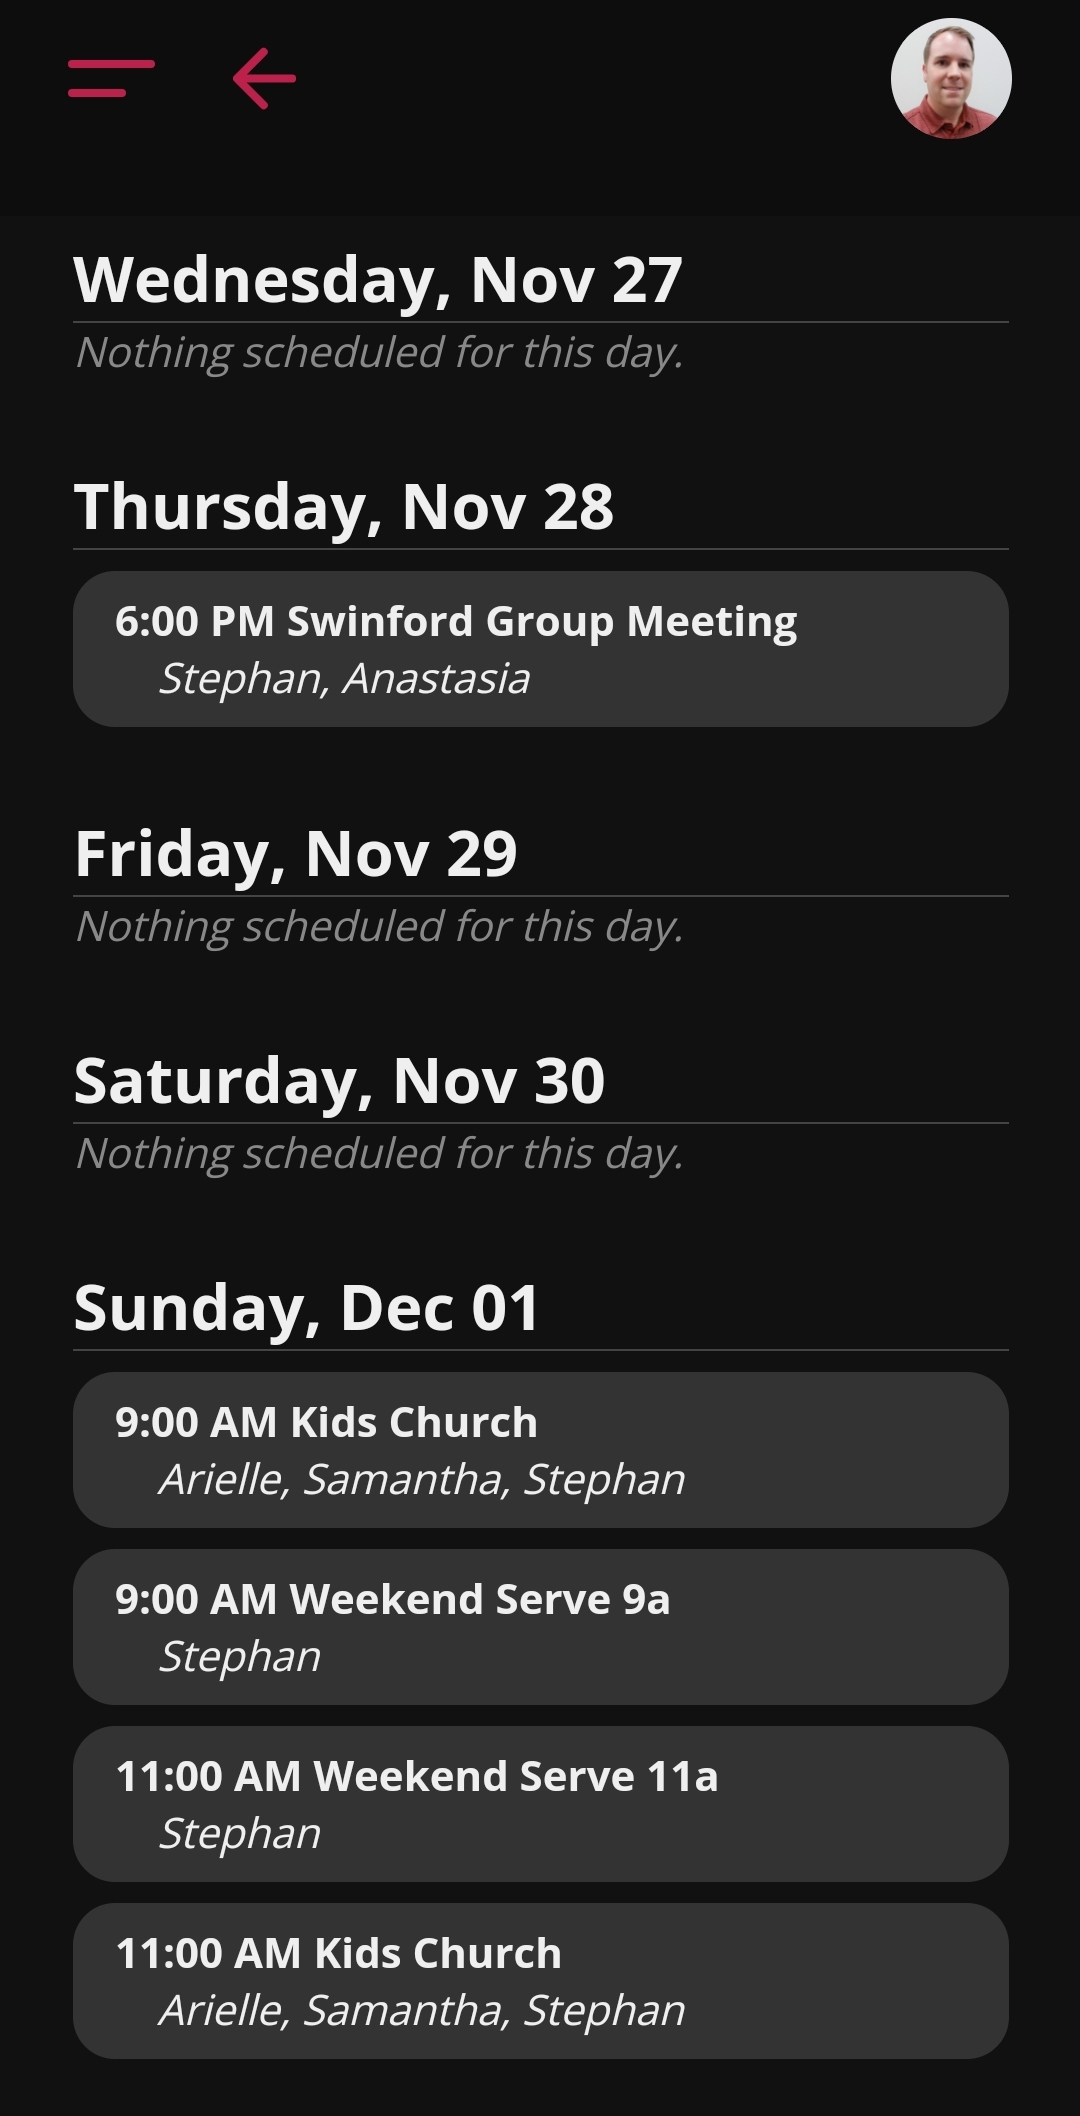 Wednesday, Nov 27
Nothing scheduled for this day.
Thursday, Nov 28
6:00 PM Swinford Group Meeting
Stephan, Anastasia
Friday, Nov 29
Nothing scheduled for this day.
Saturday, Nov 30
Nothing scheduled for this day.
Sunday, Dec 01
9:00 AM Kids Church
Arielle, Samantha, Stephan
9:00 AM Weekend Serve 9a
Stephan
11:00 AM Weekend Serve 11a
Stephan
11:00 AM Kids Church
Arielle, Samantha, Stephan